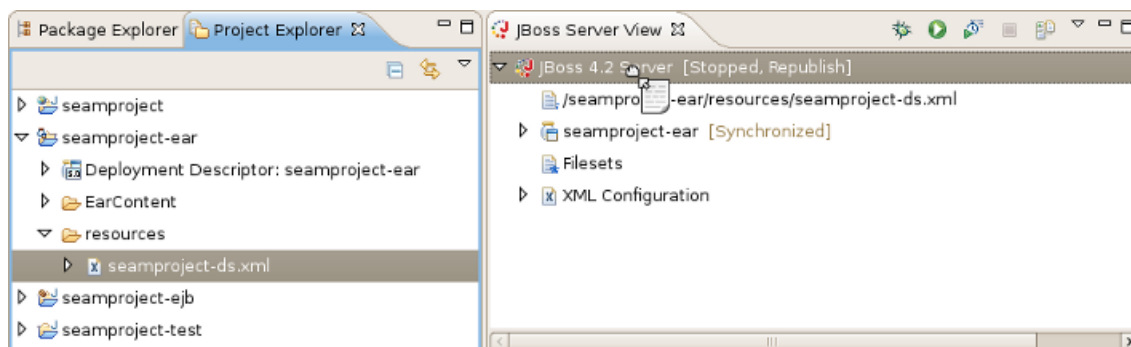 Package Explorer
Project Explorer
seamproject
seamproject-ear
Deployment Descriptor: seamproject-ear
EarContent
resources
seamproject-ds.xml
seamproject-ejb
seamproject-test
JBoss Server View
JBoss 4.2 Server [Stopped, Republish]
/seampro -ear/resources/seamproject-ds.xml
seamproject-ear [Synchronized]
Filesets
XML Configuration